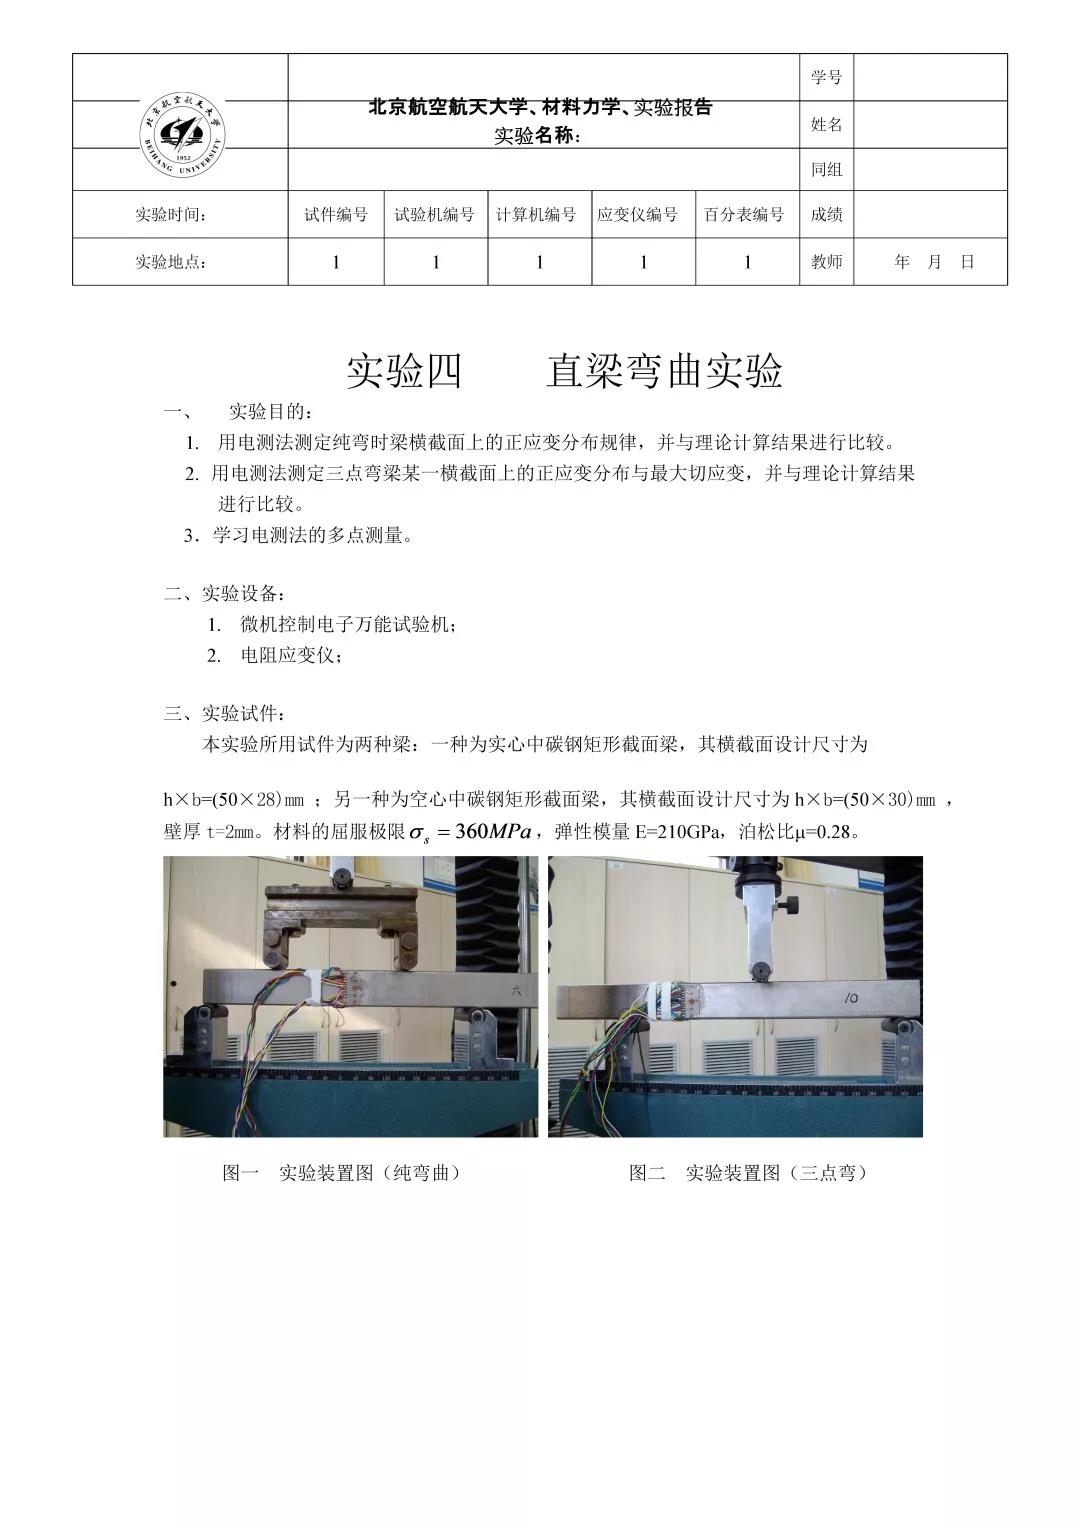 学号
北京航空航天大学、材料力学、实验报告
实验名称：
姓名
同组
北京航空航天大学
BEIHANG UNIVERSITY
1952
实验时间： 试件编号 试验机编号 计算机编号 应变仪编号 百分表编号 成绩
实验地点： 1 1 1 1 1 教师 年 月 日
实验四 直梁弯曲实验
一、 实验目的：
1. 用电测法测定纯弯时梁横截面上的正应变分布规律，并与理论计算结果进行比较。
2. 用电测法测定三点弯梁某一横截面上的正应变分布与最大切应变，并与理论计算结果
进行比较。
3．学习电测法的多点测量。
二、实验设备：
1. 微机控制电子万能试验机；
2. 电阻应变仪；
三、实验试件：
本实验所用试件为两种梁：一种为实心中碳钢矩形截面梁，其横截面设计尺寸为
h×b=(50×28)mm ；另一种为空心中碳钢矩形截面梁，其横截面设计尺寸为 h×b=(50×30)mm ，
壁厚 t=2mm。材料的屈服极限 σs = 360MPa，弹性模量 E=210GPa，泊松比μ=0.28。
六
10
图一 实验装置图（纯弯曲）
图二 实验装置图（三点弯）